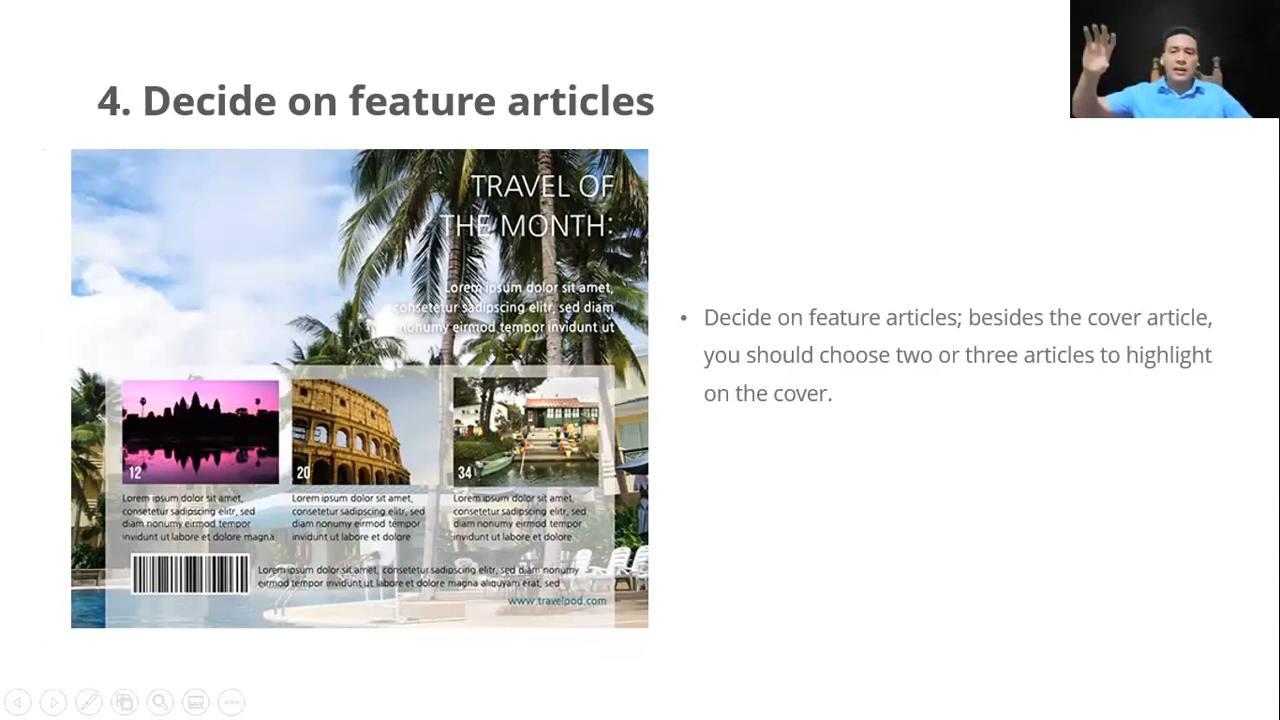 4. Decide on feature articles
TRAVEL OF
THE MONTH:
Lorem ipsum dolor sit amet,
consetetur sadipscing elitr, sed diam
nonumy eirmod tempor invidunt ut
12
20
34
Lorem ipsum dolor sit amet,
consetetur sadipscing elitr, sed
diam nonumy eirmod tempor
invidunt ut labore et dolore magna
Lorem ipsum dolor sit amet,
consetetur sadipscing elitr, sed
diam nonumy eirmod tempor
invidunt ut labore et dolore
Lorem ipsum dolor sit amet,
consetetur sadipscing elitr, sed
diam nonumy eirmod tempor
invidunt ut labore et dolore
Lorem ipsum dolor sit amet, consetetur sadipscing elitr, sed diam nonumy
eirmod tempor invidunt ut labore et dolore magna aliquyam erat, sed
www.travelpod.com
• Decide on feature articles; besides the cover article,
you should choose two or three articles to highlight
on the cover.